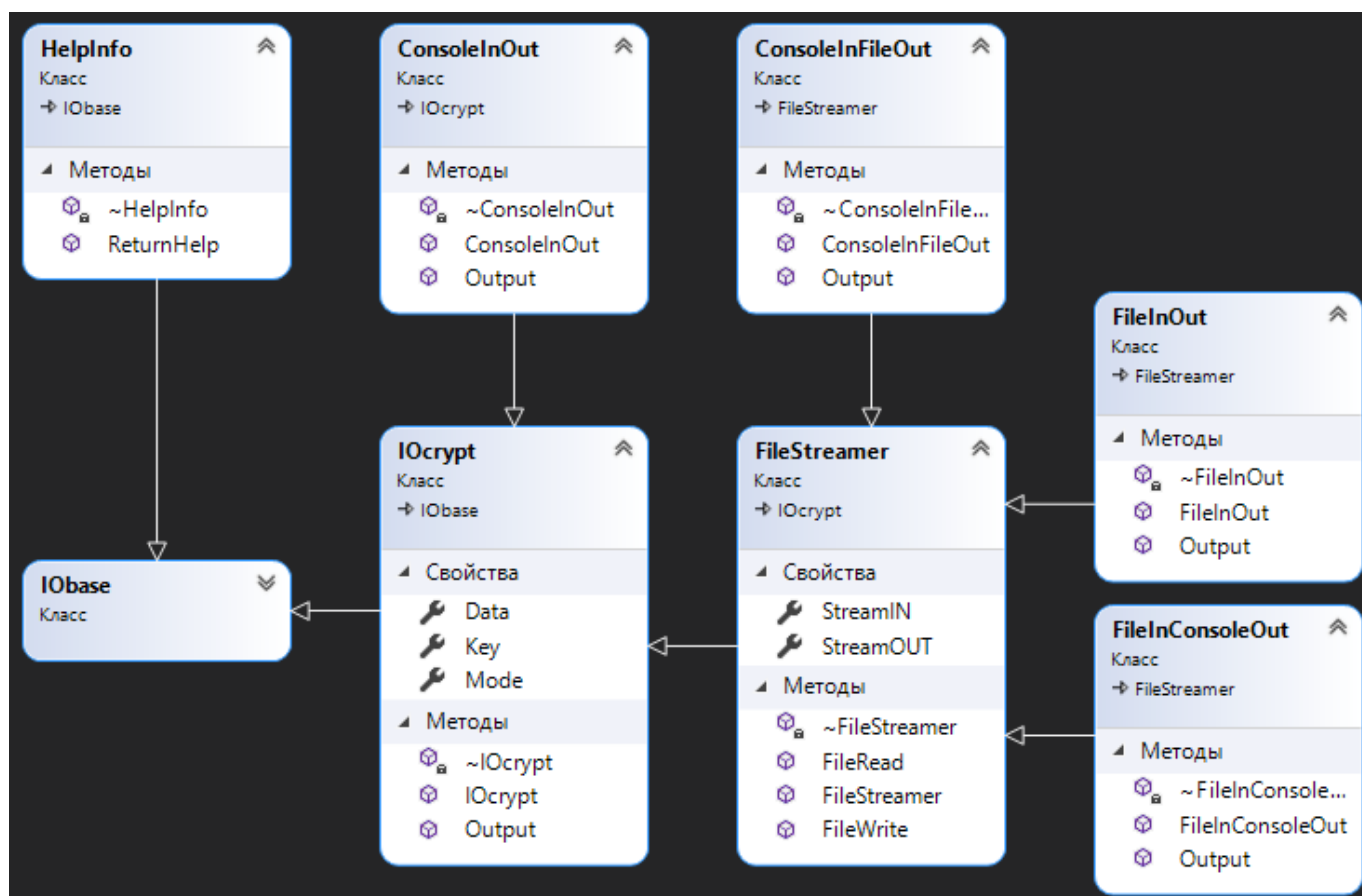 HelpInfo
Класс
IObase
Методы
~HelpInfo
ReturnHelp
ConsoleInOut
Класс
IOcrypt
Методы
~ConsoleInOut
ConsoleInOut
Output
ConsoleInFileOut
Класс
FileStreamer
Методы
~ConsoleInFile...
ConsoleInFileOut
Output
FileInOut
Класс
FileStreamer
Методы
~FileInOut
FileInOut
Output
IObase
Класс
IOcrypt
Класс
IObase
Свойства
Data
Key
Mode
Методы
~IOcrypt
IOcrypt
Output
FileStreamer
Класс
IOcrypt
Свойства
StreamIN
StreamOUT
Методы
~FileStreamer
FileRead
FileStreamer
FileWrite
FileInConsoleOut
Класс
FileStreamer
Методы
~FileInConsole...
FileInConsoleOut
Output